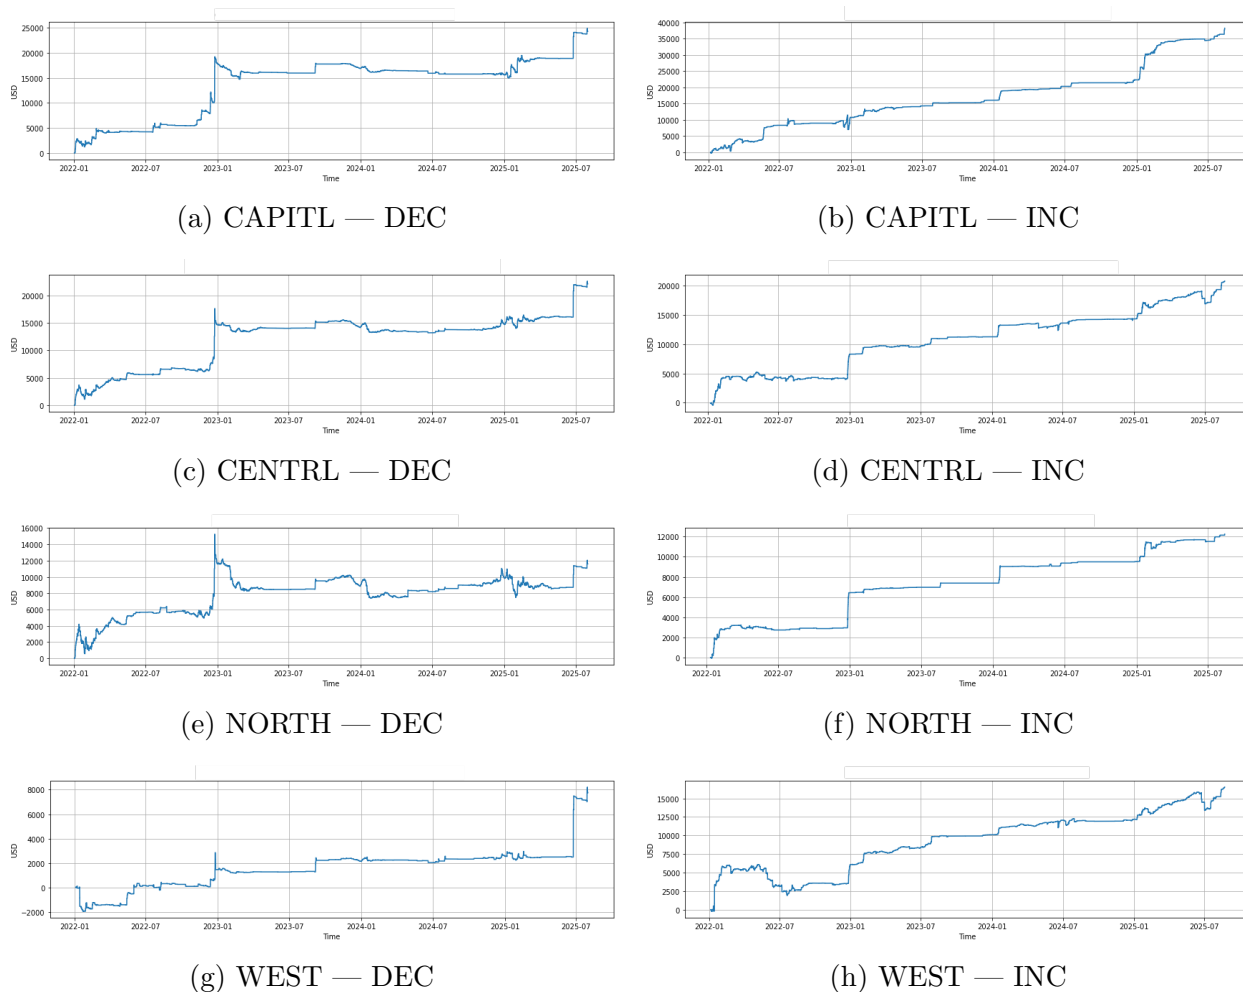 25000
20000
15000
10000
5000
0
USD
2022-01 2022-07 2023-01 2023-07 2024-01 2024-07 2025-01 2025-07
Time
(a) CAPITL — DEC
40000
35000
30000
25000
20000
15000
10000
5000
0
USD
2022-01 2022-07 2023-01 2023-07 2024-01 2024-07 2025-01 2025-07
Time
(b) CAPITL — INC
20000
15000
10000
5000
0
USD
2022-01 2022-07 2023-01 2023-07 2024-01 2024-07 2025-01 2025-07
Time
(c) CENTRL — DEC
20000
15000
10000
5000
0
USD
2022-01 2022-07 2023-01 2023-07 2024-01 2024-07 2025-01 2025-07
Time
(d) CENTRL — INC
16000
14000
12000
10000
8000
6000
4000
2000
0
USD
2022-01 2022-07 2023-01 2023-07 2024-01 2024-07 2025-01 2025-07
Time
(e) NORTH — DEC
12000
10000
8000
6000
4000
2000
0
USD
2022-01 2022-07 2023-01 2023-07 2024-01 2024-07 2025-01 2025-07
Time
(f) NORTH — INC
8000
6000
4000
2000
0
−2000
USD
2022-01 2022-07 2023-01 2023-07 2024-01 2024-07 2025-01 2025-07
Time
(g) WEST — DEC
15000
12500
10000
7500
5000
2500
0
USD
2022-01 2022-07 2023-01 2023-07 2024-01 2024-07 2025-01 2025-07
Time
(h) WEST — INC